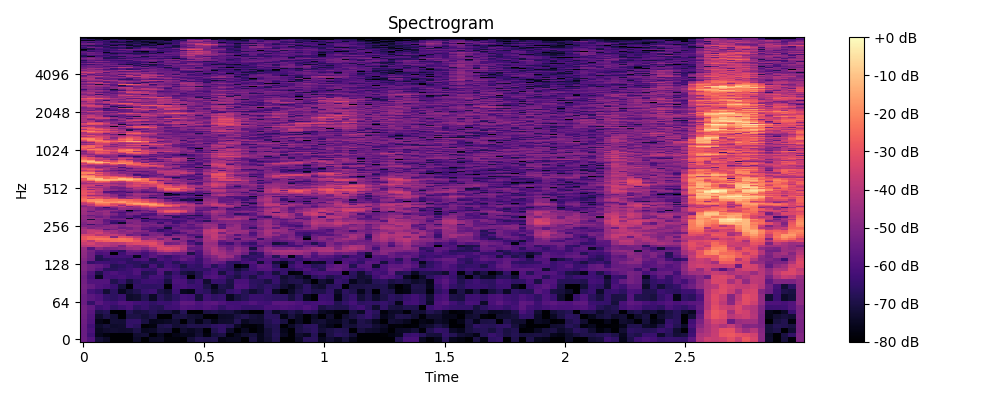 Spectrogram
4096
2048
1024
512
256
128
64
0
Hz
0
0.5
1
1.5
2
2.5
Time
+0 dB
-10 dB
-20 dB
-30 dB
-40 dB
-50 dB
-60 dB
-70 dB
-80 dB